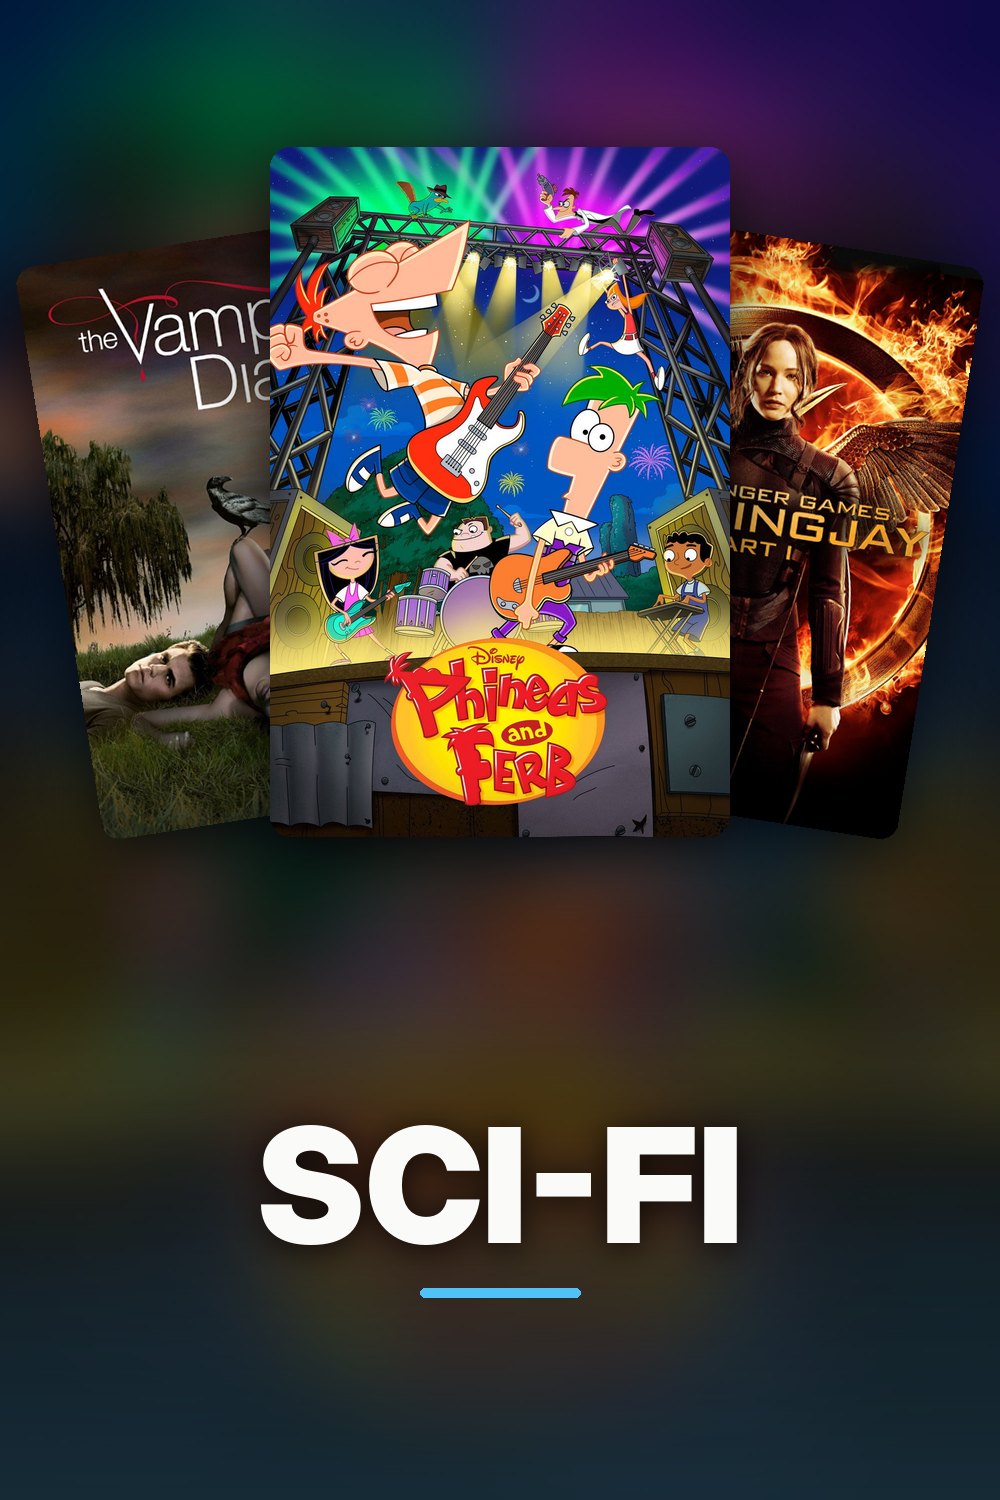 the Vamp
Dia
NGER GAMES:
INGJAY
ART I
Disney
Phineas
and
FERB
SCI-FI